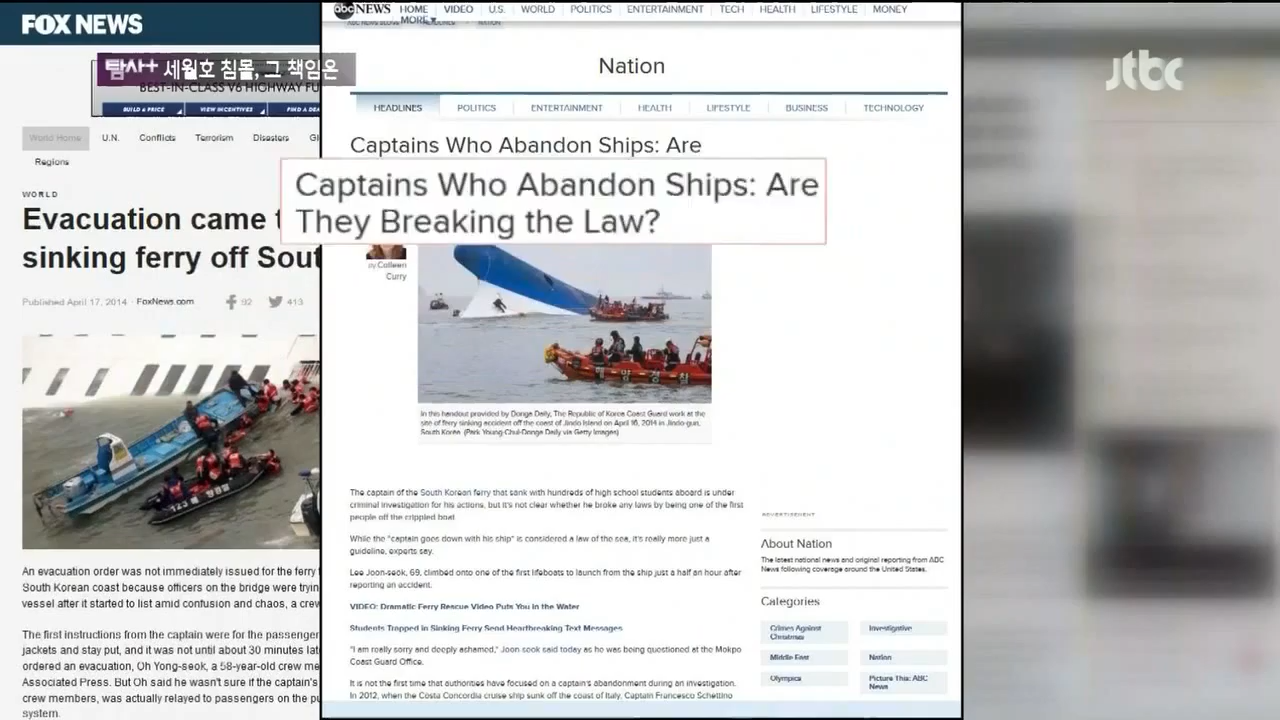 FOX NEWS
탐사+ 세월호 침몰, 그 책임은
BEST-IN-CLASS V6 HIGHWAY FU
BUILD & PRICE
VIEW INCENTIVES
FIND A DEA
World Home
U.N.
Conflicts
Terrorism
Disasters
Regions
WORLD
Evacuation came
sinking ferry off Sout
Published April 17, 2014 · FoxNews.com
92
413
123
An evacuation
immediately issued for the ferry
South Korean coast because officers on the bridge were trying
vessel after it started to list amid confusion and chaos, a crew
The first instructions from the captain were for the passenger
jackets and stay put, and it was not until about 30 minutes late
ordered an evacuation, Oh Yong-seok, a 58-year-old crew me
Associated Press. But Oh said he wasn't sure if the captain's
crew members, was actually relayed to passengers on the pu
system.
abc NEWS
HOME
VIDEO
U.S.
WORLD
POLITICS
ENTERTAINMENT
TECH
HEALTH
LIFESTYLE
MONEY
MORE▼
Nation
HEADLINES
POLITICS
ENTERTAINMENT
HEALTH
LIFESTYLE
BUSINESS
TECHNOLOGY
Captains Who Abandon Ships: Are
Captains Who Abandon Ships: Are
They Breaking the Law?
By Colleen
Curry
In this handout provided by Donga Daily, The Republic of Korea Coast Guard work at the
site of ferry sinking accident off the coast of Jindo Island on April 16, 2014 in Jindo-gun,
South Korea. (Park Young-Chul-Donga Daily via Getty Images)
The captain of the South Korean ferry that sank with hundreds of high school students aboard is under
criminal investigation for his actions, but it's not clear whether he broke any laws by being one of the first
people off the crippled boat.
While the "captain goes down with his ship" is considered a law of the sea, it's really more just a
guideline, experts say.
Lee Joon-seok, 69, climbed onto one of the first lifeboats to launch from the ship just a half an hour after
reporting an accident.
VIDEO: Dramatic Ferry Rescue Video Puts You in the Water
Students Trapped in Sinking Ferry Send Heartbreaking Text Messages
"I am really sorry and deeply ashamed," Joon-seok said today as he was being questioned at the Mokpo
Coast Guard Office.
It is not the first time that authorities have focused on a captain's abandonment during an investigation.
In 2012, when the Costa Concordia cruise ship sunk off the coast of Italy, Captain Francesco Schettino
ADVERTISEMENT
About Nation
The latest national news and original reporting from ABC
News following coverage around the United States.
Categories
Crimes Against
Christmas
Investigative
Middle East
Nation
Olympics
Picture This: ABC
News
jtbc